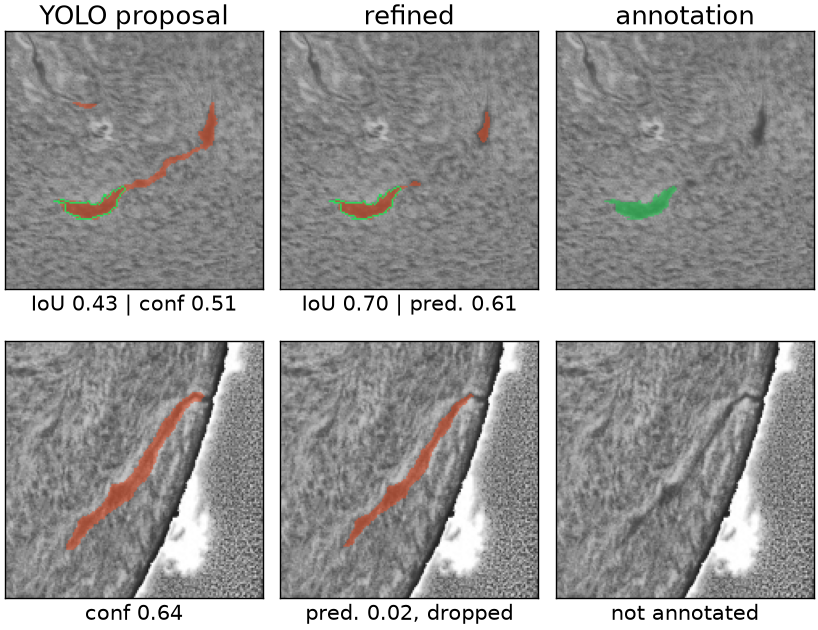 YOLO proposal
refined
annotation
IoU 0.43 | conf 0.51
IoU 0.70 | pred. 0.61
conf 0.64
pred. 0.02, dropped
not annotated